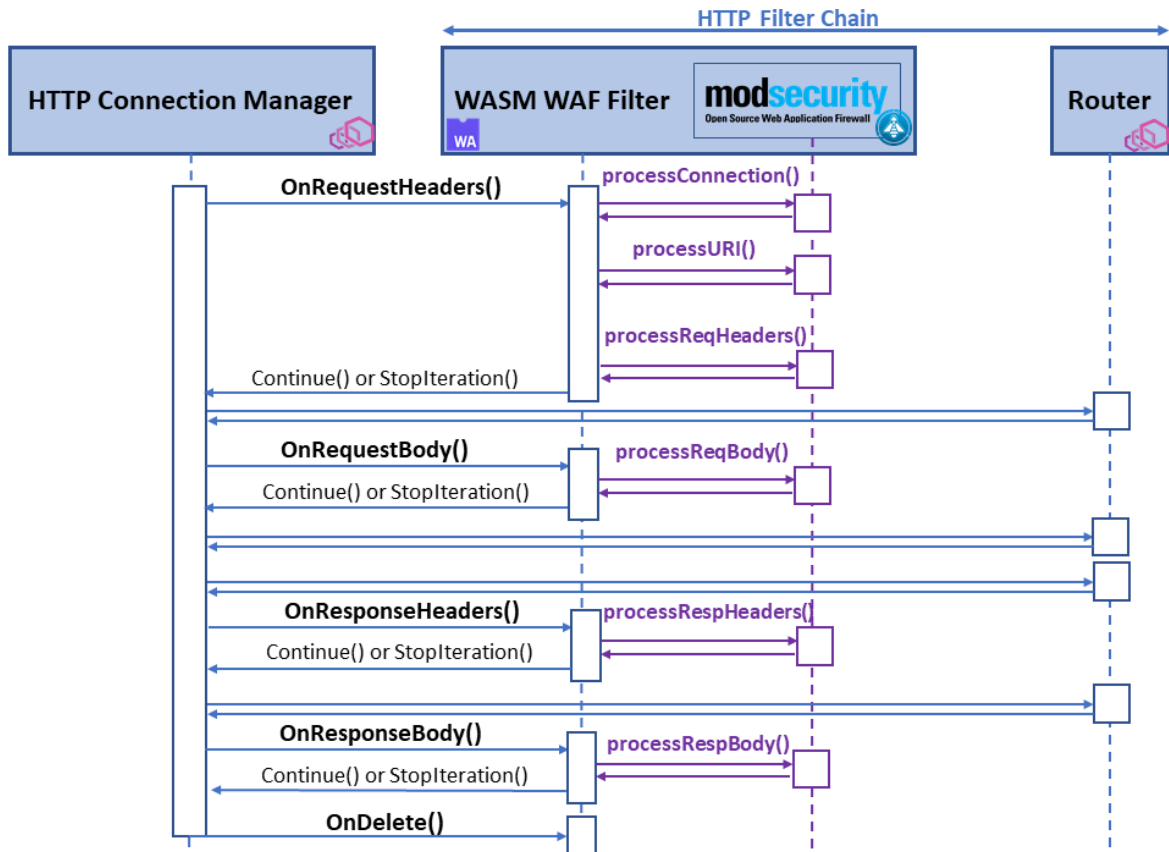 HTTP Filter Chain
HTTP Connection Manager
WASM WAF Filter
WA
modsecurity
Open Source Web Application Firewall
Router
OnRequestHeaders()
processConnection()
processURI()
processReqHeaders()
Continue() or StopIteration()
OnRequestBody()
processReqBody()
Continue() or StopIteration()
OnResponseHeaders()
processRespHeaders()
Continue() or StopIteration()
OnResponseBody()
processRespBody()
Continue() or StopIteration()
OnDelete()